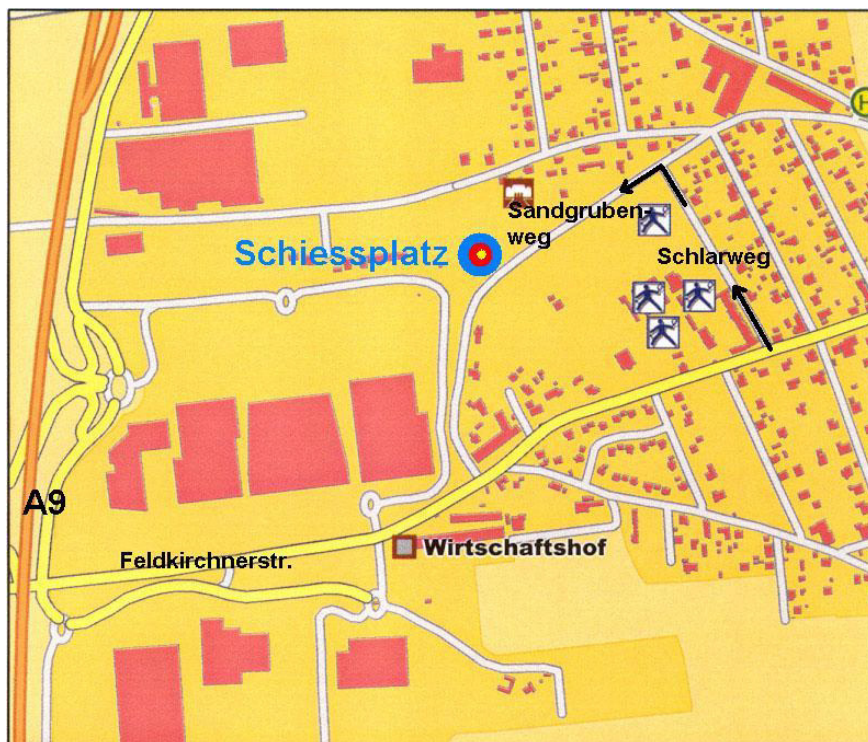 H
Sandgruben-
weg
Schiessplatz
Schlarweg
A9
Feldkirchnerstr.
Wirtschaftshof